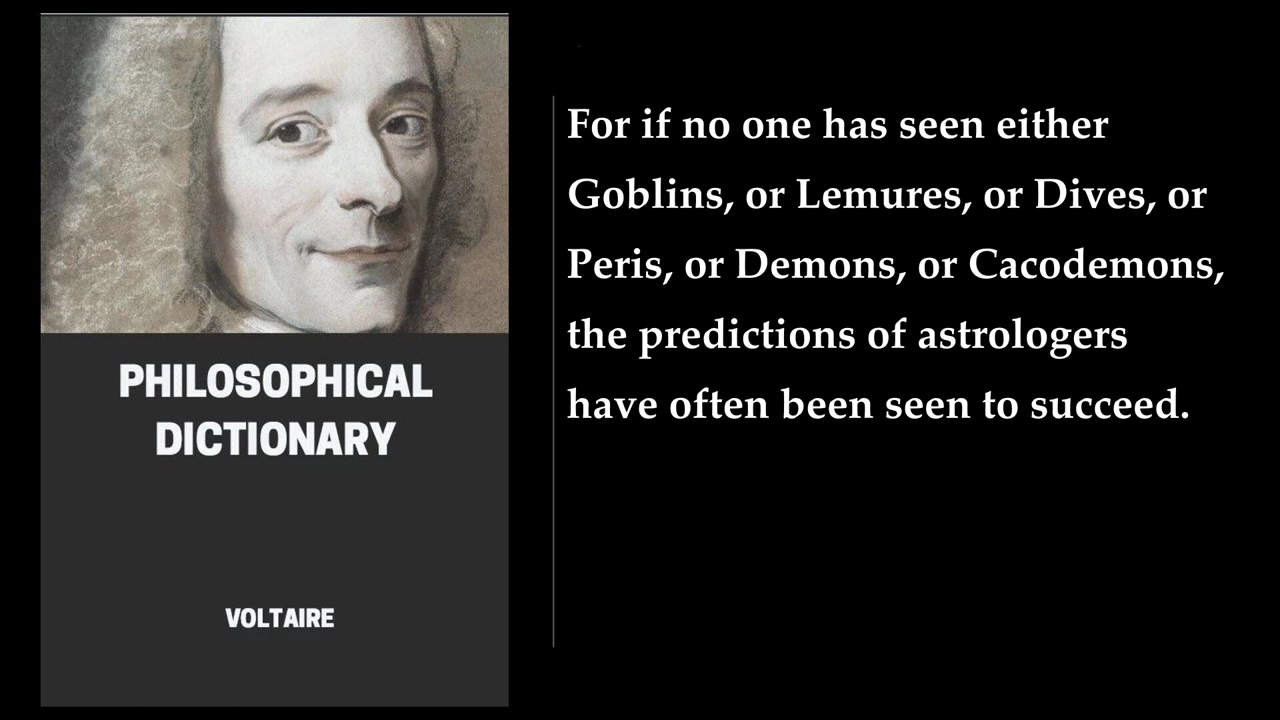 PHILOSOPHICAL
DICTIONARY
VOLTAIRE
For if no one has seen either
Goblins, or Lemures, or Dives, or
Peris, or Demons, or Cacodemons,
the predictions of astrologers
have often been seen to succeed.